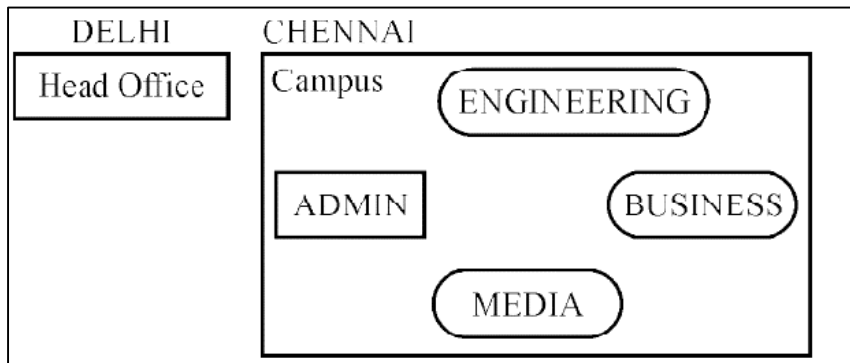 DELHI
CHENNAI
Head Office
Campus
ENGINEERING
ADMIN
BUSINESS
MEDIA